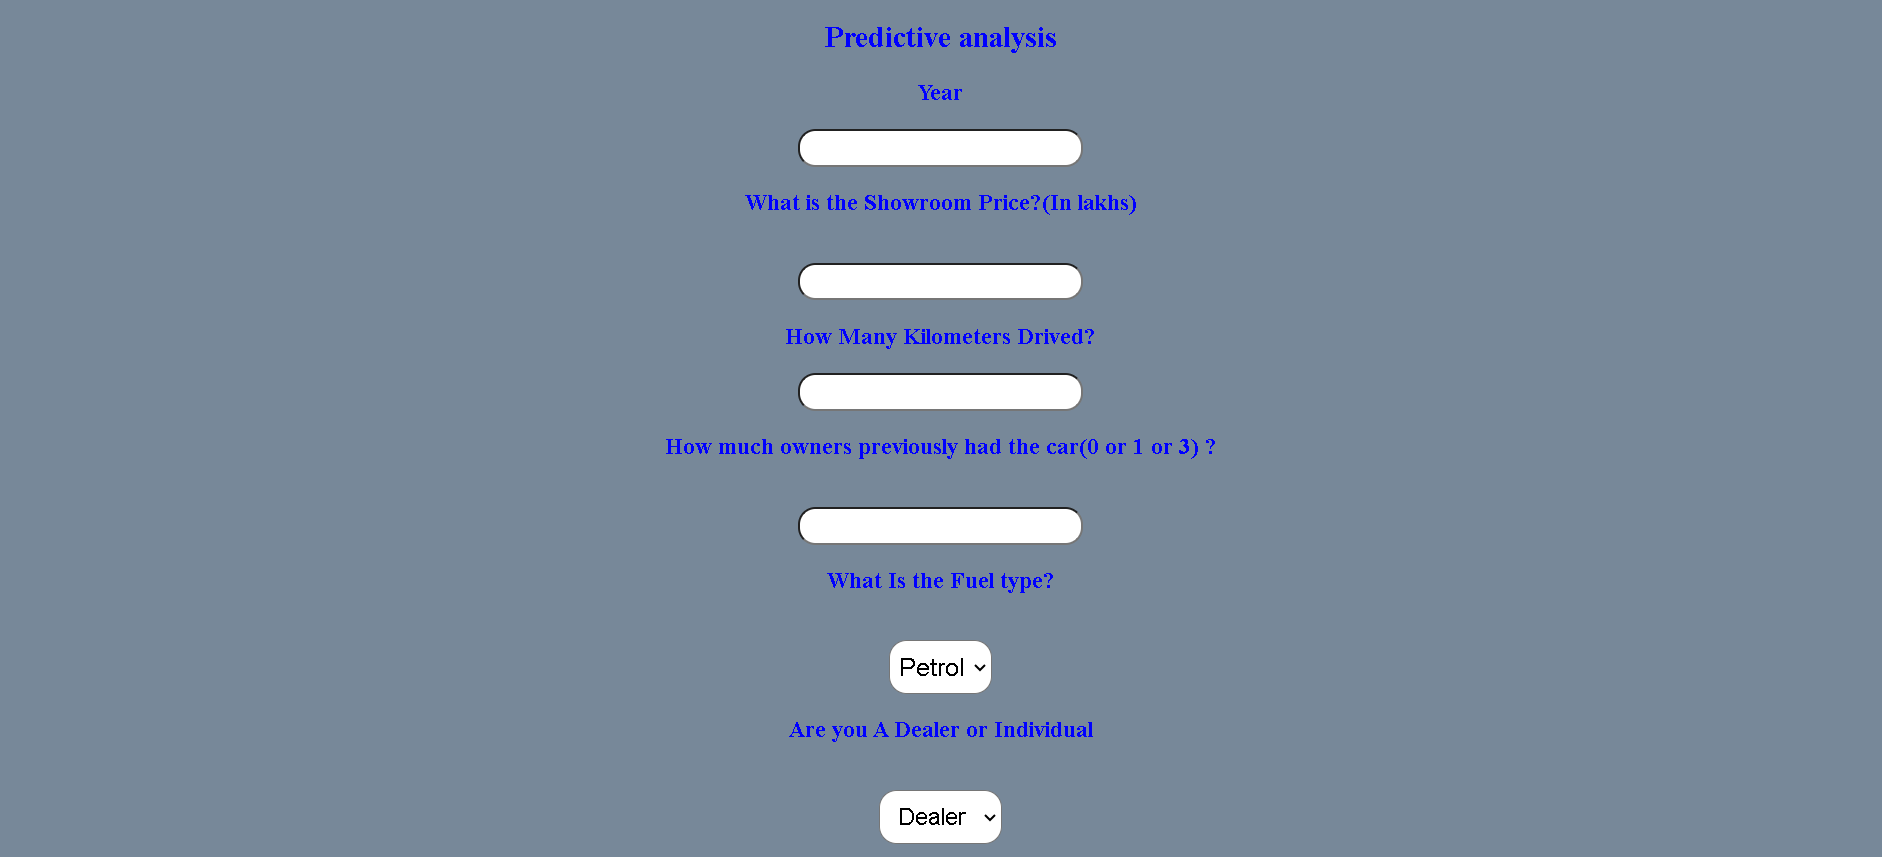 Predictive analysis
Year
What is the Showroom Price?(In lakhs)
How Many Kilometers Drived?
How much owners previously had the car(0 or 1 or 3) ?
What Is the Fuel type?
Petrol
Are you A Dealer or Individual
Dealer